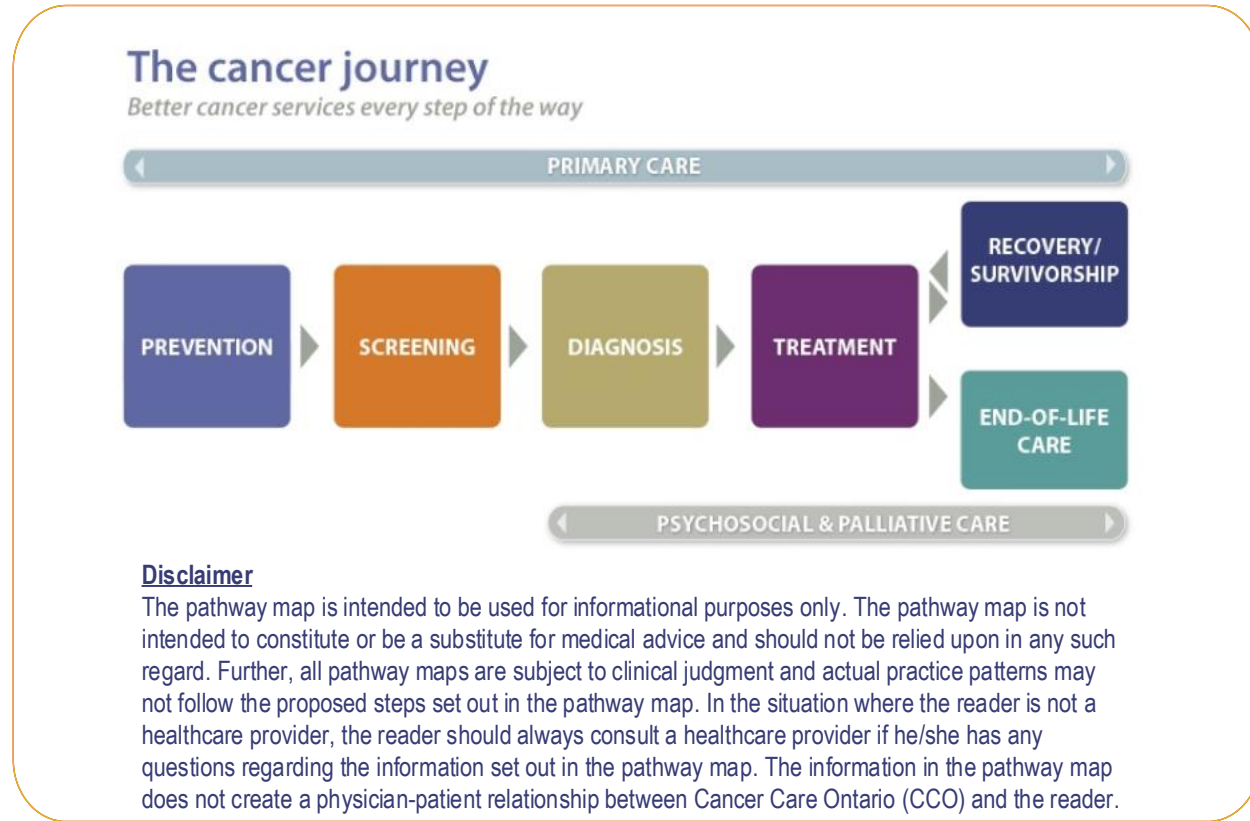 The cancer journey
Better cancer services every step of the way
PRIMARY CARE
PREVENTION
SCREENING
DIAGNOSIS
TREATMENT
RECOVERY/
SURVIVORSHIP
END-OF-LIFE
CARE
PSYCHOSOCIAL & PALLIATIVE CARE
Disclaimer
The pathway map is intended to be used for informational purposes only. The pathway map is not
intended to constitute or be a substitute for medical advice and should not be relied upon in any such
regard. Further, all pathway maps are subject to clinical judgment and actual practice patterns may
not follow the proposed steps set out in the pathway map. In the situation where the reader is not a
healthcare provider, the reader should always consult a healthcare provider if he/she has any
questions regarding the information set out in the pathway map. The information in the pathway map
does not create a physician-patient relationship between Cancer Care Ontario (CCO) and the reader.